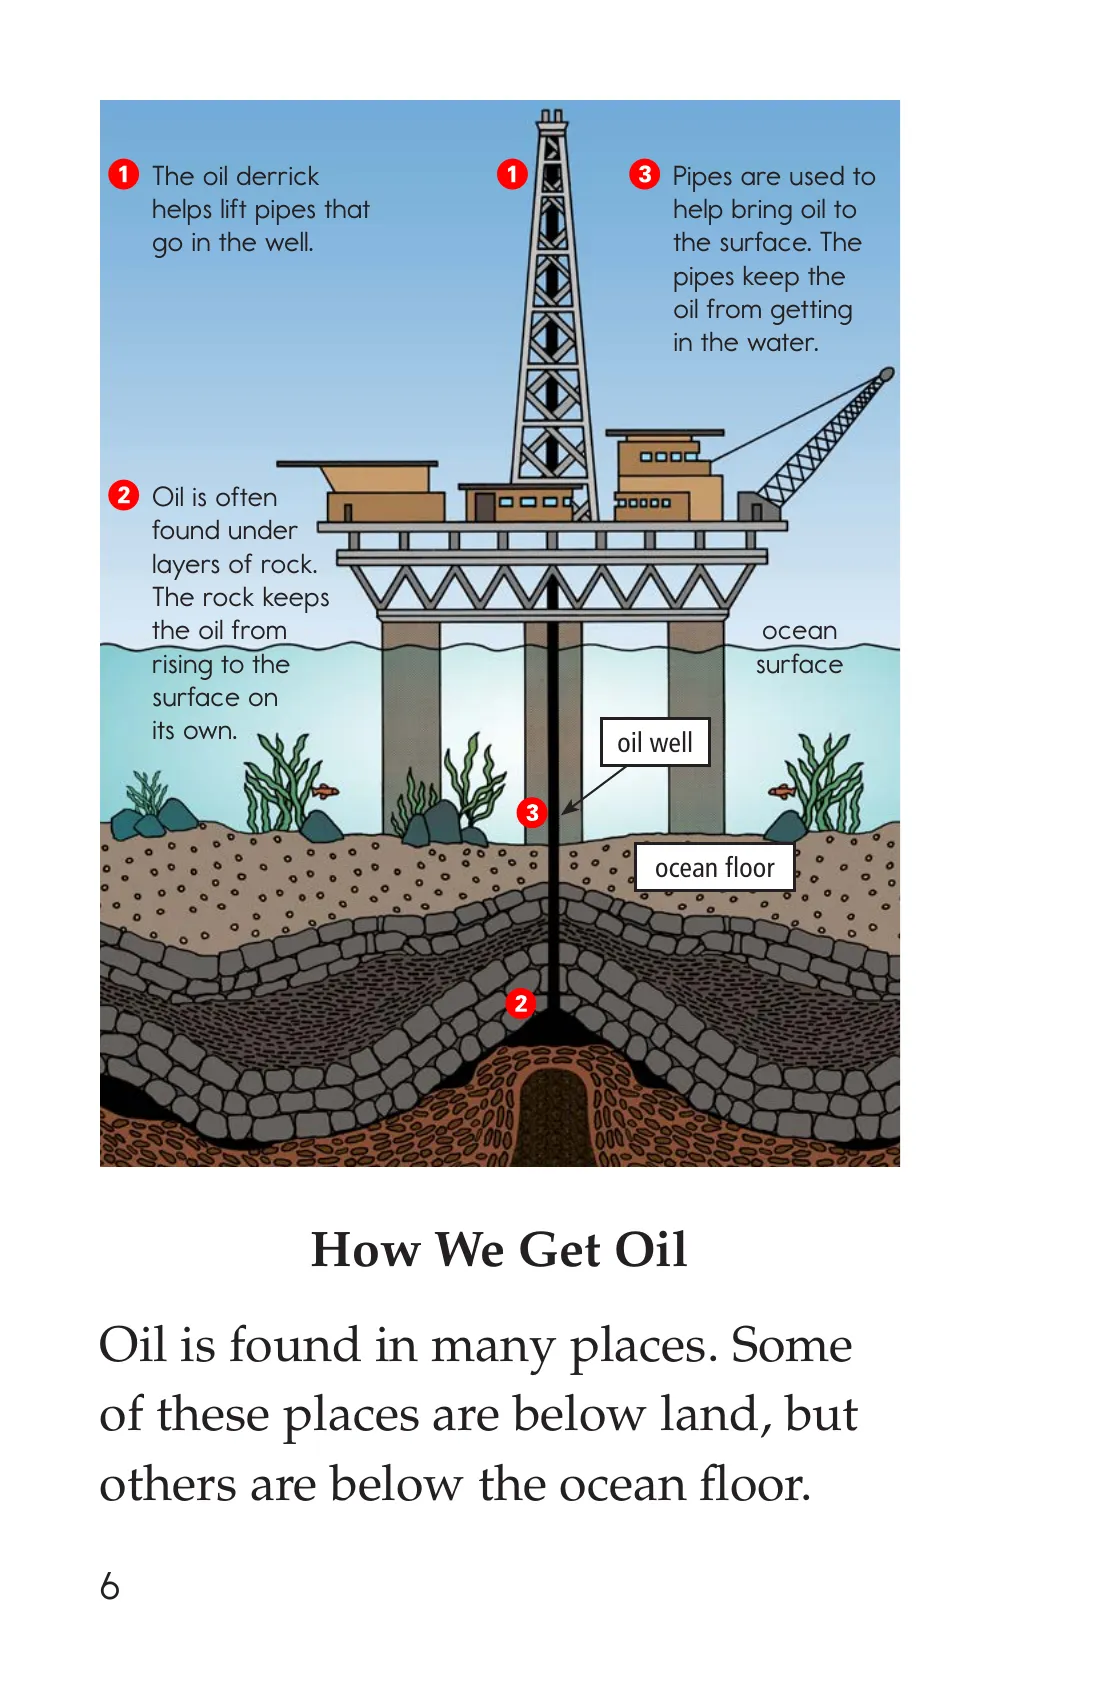 1 The oil derrick
helps lift pipes that
go in the well.
1
3 Pipes are used to
help bring oil to
the surface. The
pipes keep the
oil from getting
in the water.
2 Oil is often
found under
layers of rock.
The rock keeps
the oil from
rising to the
surface on
its own.
ocean
surface
oil well
3
ocean floor
2
How We Get Oil
Oil is found in many places. Some
of these places are below land, but
others are below the ocean floor.
6